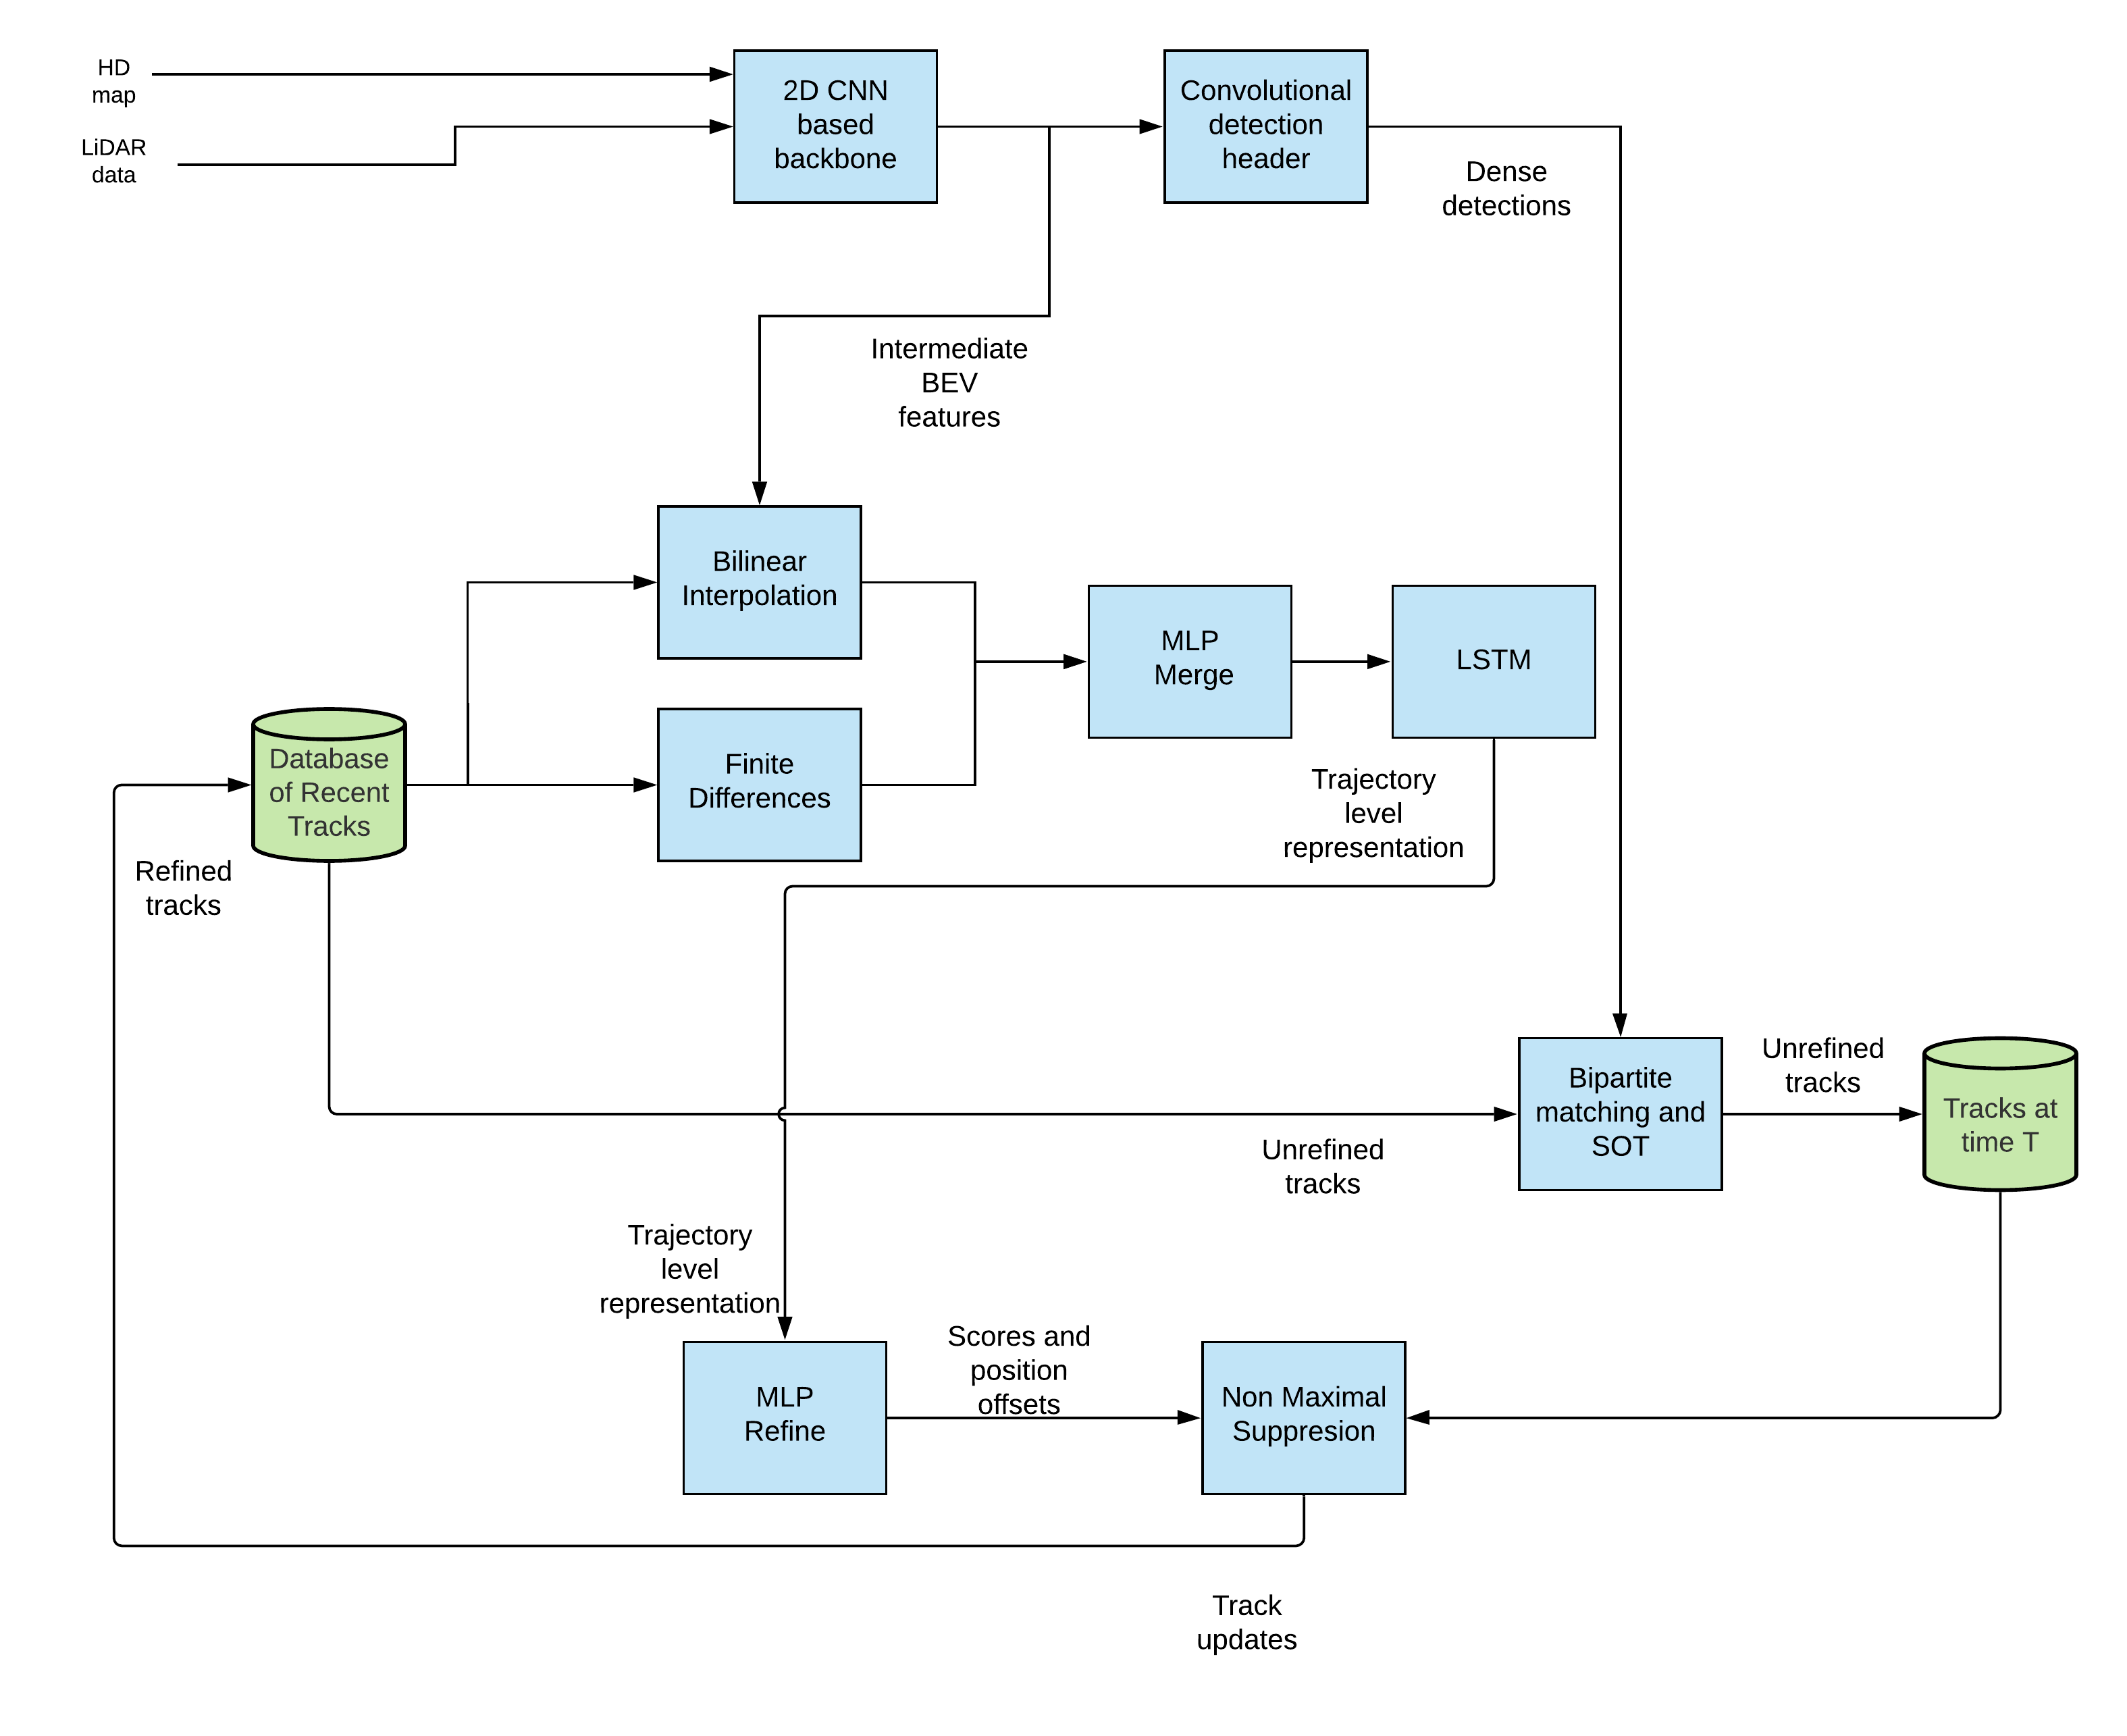 HD
map
LiDAR
data
2D CNN
based
backbone
Convolutional
detection
header
Dense
detections
Intermediate
BEV
features
Bilinear
Interpolation
MLP
Merge
LSTM
Database
of Recent
Tracks
Finite
Differences
Trajectory
level
representation
Refined
tracks
Bipartite
matching and
SOT
Unrefined
tracks
Tracks at
time T
Unrefined
tracks
Trajectory
level
representation
MLP
Refine
Scores and
position
offsets
Non Maximal
Suppresion
Track
updates